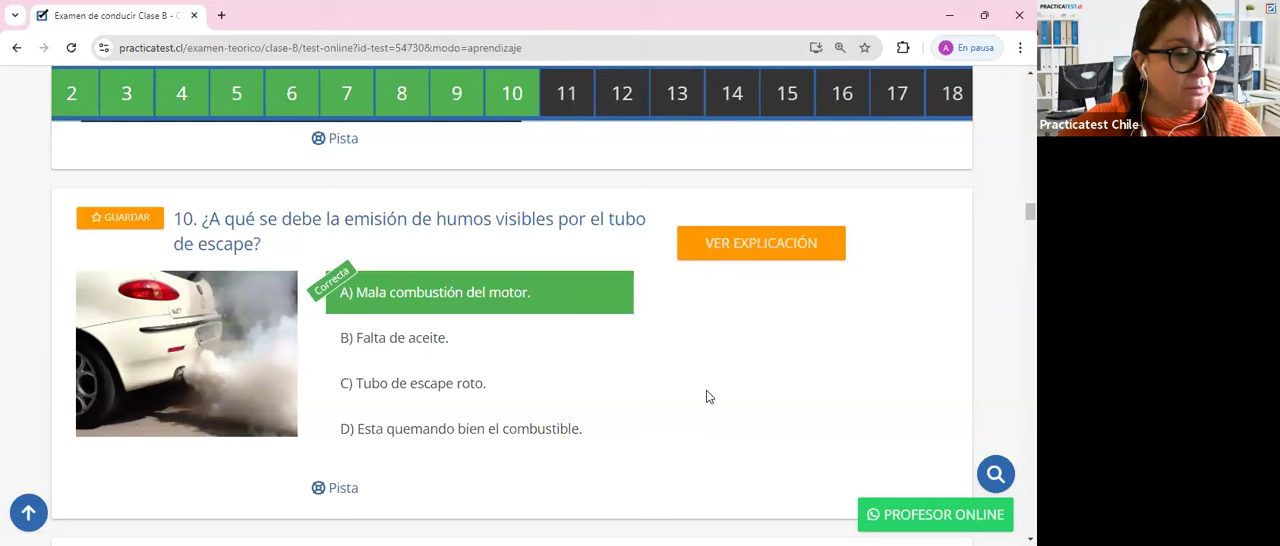 Examen de conducir Clase B - C
practicatest.cl/examen-teorico/clase-B/test-online?id-test=54730&modo=aprendizaje
A
En pausa
PRACTICATEST.cl
Practicatest Chile
2 3 4 5 6 7 8 9 10 11 12 13 14 15 16 17 18
Pista
GUARDAR
10. ¿A qué se debe la emisión de humos visibles por el tubo
de escape?
VER EXPLICACIÓN
Correcta
A) Mala combustión del motor.
B) Falta de aceite.
C) Tubo de escape roto.
D) Esta quemando bien el combustible.
Pista
PROFESOR ONLINE